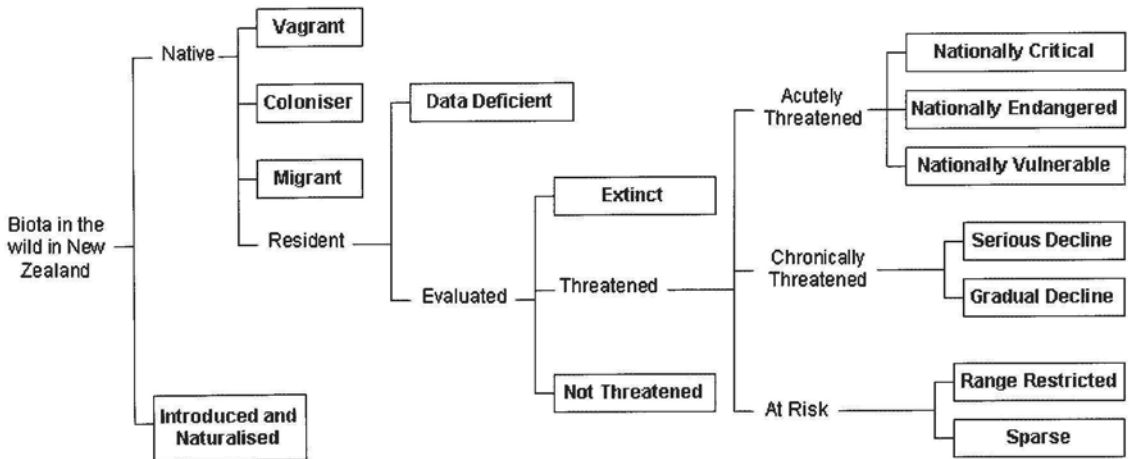 Biota in the
wild in New
Zealand
Native
Vagrant
Coloniser
Migrant
Resident
Introduced and
Naturalised
Data Deficient
Evaluated
Extinct
Threatened
Not Threatened
Acutely
Threatened
Nationally Critical
Nationally Endangered
Nationally Vulnerable
Chronically
Threatened
Serious Decline
Gradual Decline
At Risk
Range Restricted
Sparse